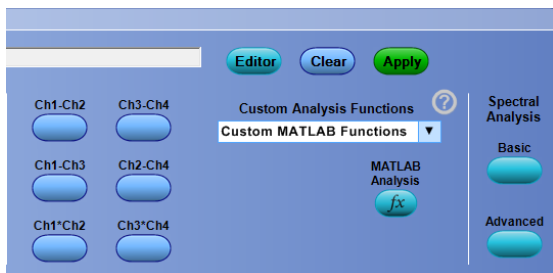 Editor Clear Apply
Ch1-Ch2 Ch3-Ch4
Custom Analysis Functions ?
Spectral
Analysis
Custom MATLAB Functions
Basic
Ch1-Ch3 Ch2-Ch4
MATLAB
Analysis
fx
Ch1*Ch2 Ch3*Ch4
Advanced